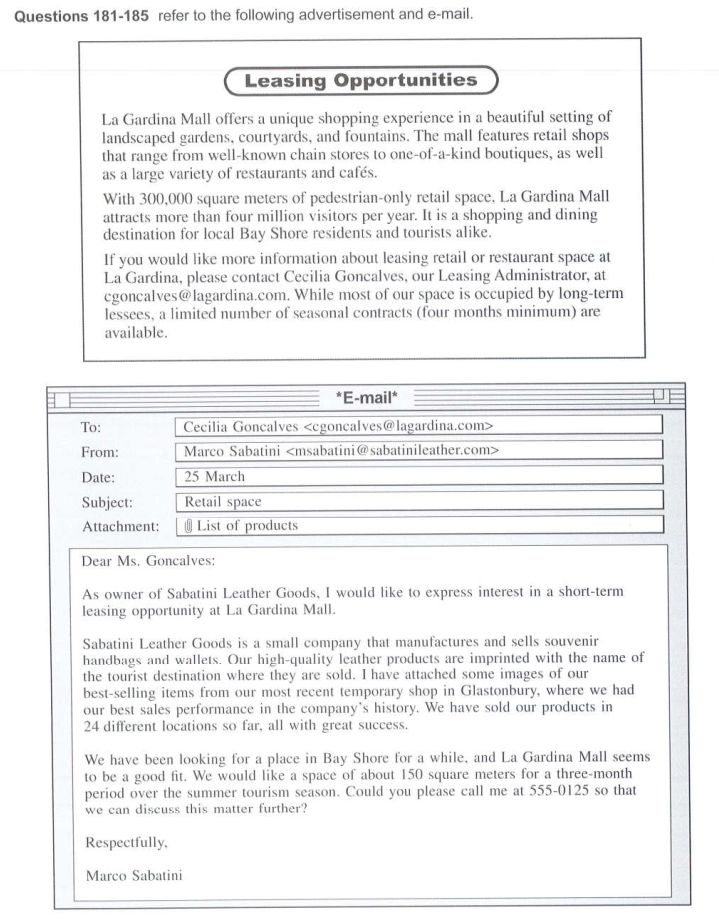 Questions 181-185 refer to the following advertisement and e-mail.
Leasing Opportunities
La Gardina Mall offers a unique shopping experience in a beautiful setting of
landscaped gardens, courtyards, and fountains. The mall features retail shops
that range from well-known chain stores to one-of-a-kind boutiques, as well
as a large variety of restaurants and cafés.
With 300,000 square meters of pedestrian-only retail space, La Gardina Mall
attracts more than four million visitors per year. It is a shopping and dining
destination for local Bay Shore residents and tourists alike.
If you would like more information about leasing retail or restaurant space at
La Gardina, please contact Cecilia Goncalves, our Leasing Administrator, at
cgoncalves@lagardina.com. While most of our space is occupied by long-term
lessees, a limited number of seasonal contracts (four months minimum) are
available.
*E-mail*
To: Cecilia Goncalves <cgoncalves@lagardina.com>
From: Marco Sabatini <msabatini@sabatinileather.com>
Date: 25 March
Subject: Retail space
Attachment: List of products
Dear Ms. Goncalves:
As owner of Sabatini Leather Goods, I would like to express interest in a short-term
leasing opportunity at La Gardina Mall.
Sabatini Leather Goods is a small company that manufactures and sells souvenir
handbags and wallets. Our high-quality leather products are imprinted with the name of
the tourist destination where they are sold. I have attached some images of our
best-selling items from our most recent temporary shop in Glastonbury, where we had
our best sales performance in the company's history. We have sold our products in
24 different locations so far, all with great success.
We have been looking for a place in Bay Shore for a while, and La Gardina Mall seems
to be a good fit. We would like a space of about 150 square meters for a three-month
period over the summer tourism season. Could you please call me at 555-0125 so that
we can discuss this matter further?
Respectfully,
Marco Sabatini